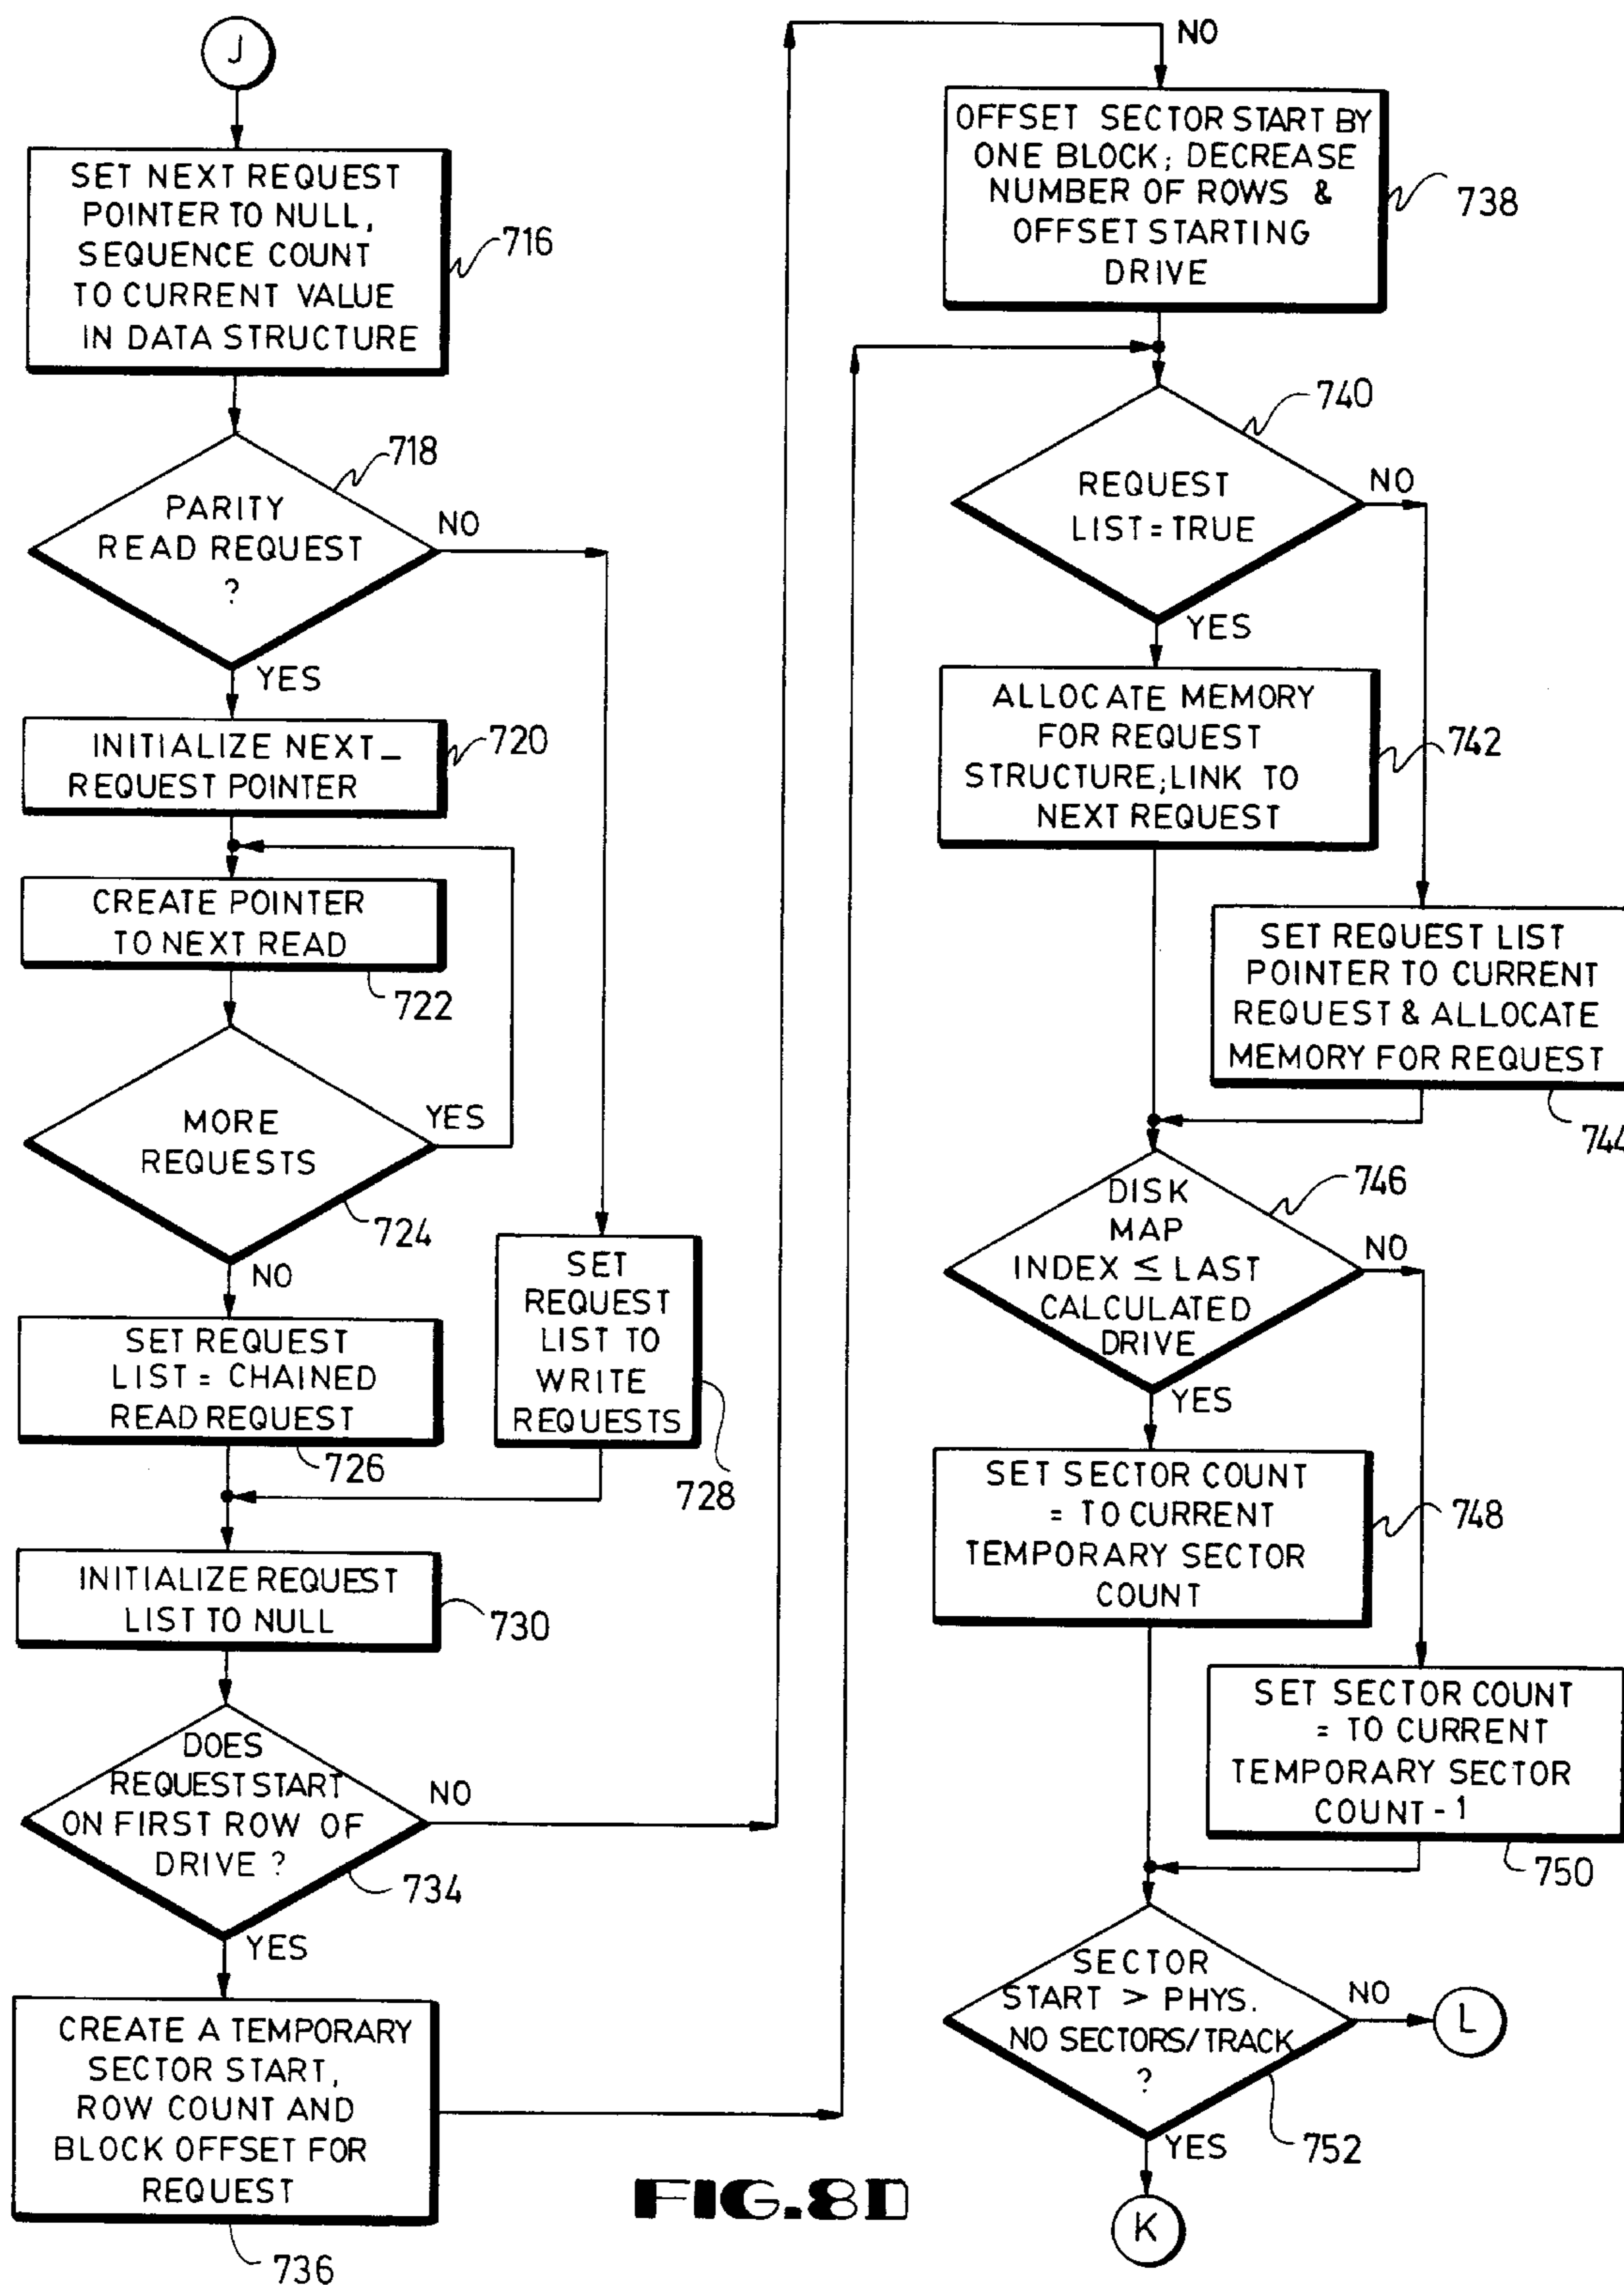 J
SET NEXT REQUEST
POINTER TO NULL,
SEQUENCE COUNT
TO CURRENT VALUE
IN DATA STRUCTURE
716
718
PARITY
READ REQUEST
?
NO
YES
INITIALIZE NEXT_
REQUEST POINTER
720
CREATE POINTER
TO NEXT READ
722
MORE
REQUESTS
YES
724
NO
SET REQUEST
LIST = CHAINED
READ REQUEST
726
SET
REQUEST
LIST TO
WRITE
REQUESTS
728
INITIALIZE REQUEST
LIST TO NULL
730
DOES
REQUEST START
ON FIRST ROW OF
DRIVE ?
NO
734
YES
CREATE A TEMPORARY
SECTOR START,
ROW COUNT AND
BLOCK OFFSET FOR
REQUEST
736
NO
OFFSET SECTOR START BY
ONE BLOCK; DECREASE
NUMBER OF ROWS &
OFFSET STARTING
DRIVE
738
740
REQUEST
LIST = TRUE
NO
YES
ALLOCATE MEMORY
FOR REQUEST
STRUCTURE; LINK TO
NEXT REQUEST
742
SET REQUEST LIST
POINTER TO CURRENT
REQUEST & ALLOCATE
MEMORY FOR REQUEST
744
746
DISK
MAP
INDEX ≤ LAST
CALCULATED
DRIVE
NO
YES
SET SECTOR COUNT
= TO CURRENT
TEMPORARY SECTOR
COUNT
748
SET SECTOR COUNT
= TO CURRENT
TEMPORARY SECTOR
COUNT - 1
750
SECTOR
START > PHYS.
NO SECTORS/TRACK
?
NO
L
752
YES
K
FIG.8D